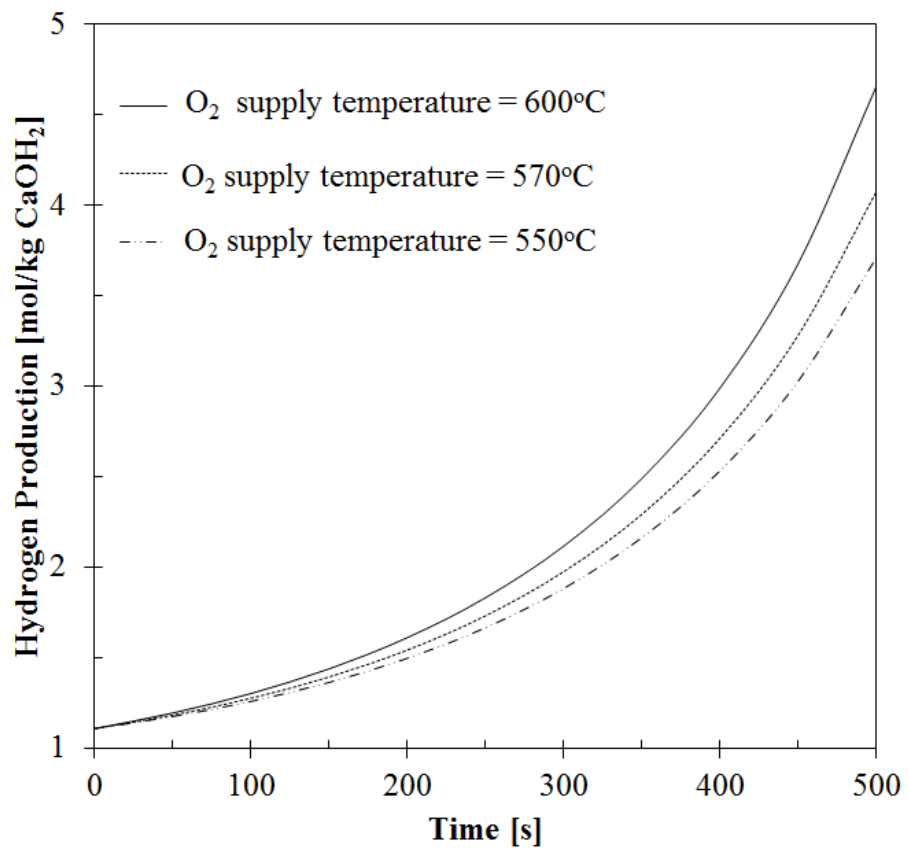 5
O₂ supply temperature = 600ᵒC
O₂ supply temperature = 570ᵒC
4
O₂ supply temperature = 550ᵒC
Hydrogen Production [mol/kg CaOH₂]
3
2
1
0 100 200 300 400 500
Time [s]